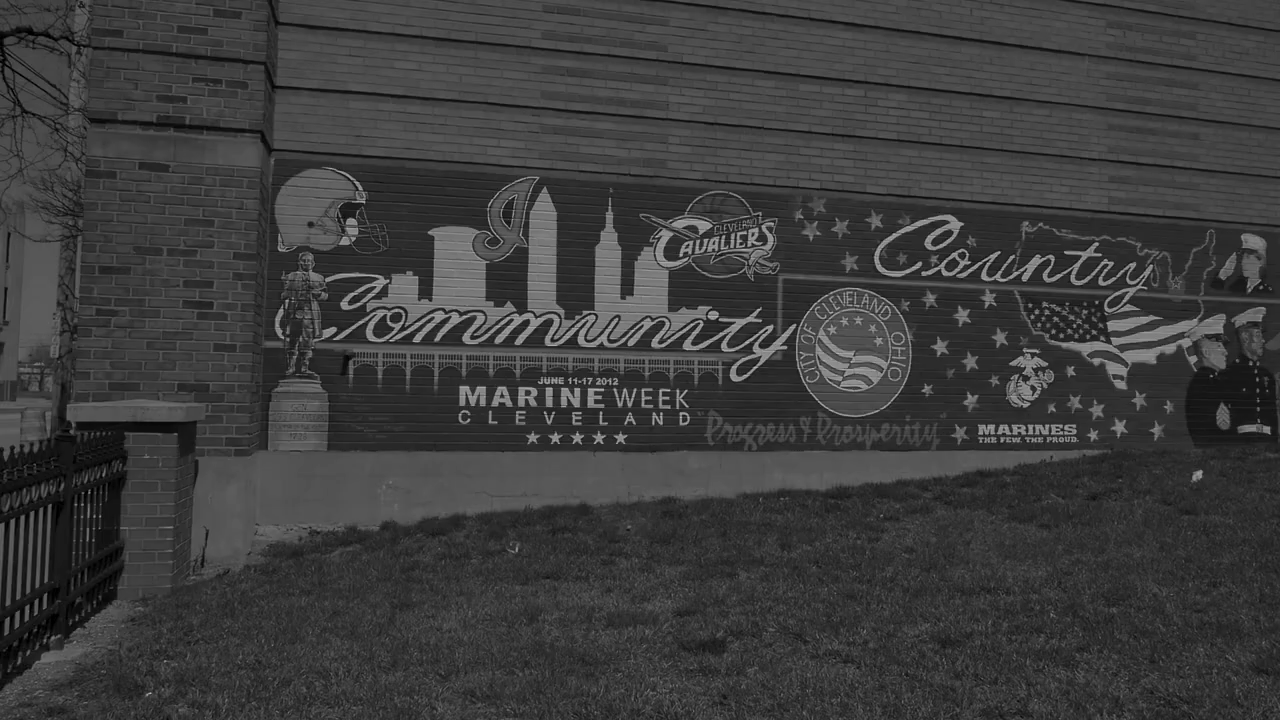 CLEVELAND
CAVALIERS
Community
Country
CITY OF CLEVELAND OHIO
JUNE 11-17 2012
MARINE WEEK
CLEVELAND
"Progress & Prosperity"
MARINES
THE FEW. THE PROUD.